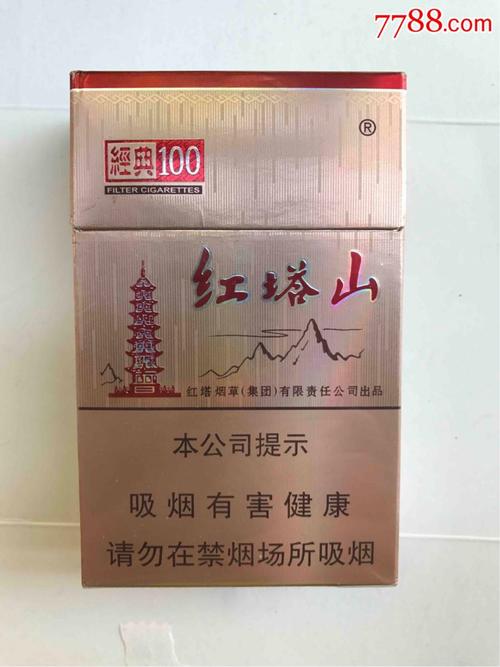 7788.com
經典100
FILTER CIGARETTES
®
红塔山
红塔烟草(集团)有限责任公司出品
本公司提示
吸烟有害健康
请勿在禁烟场所吸烟